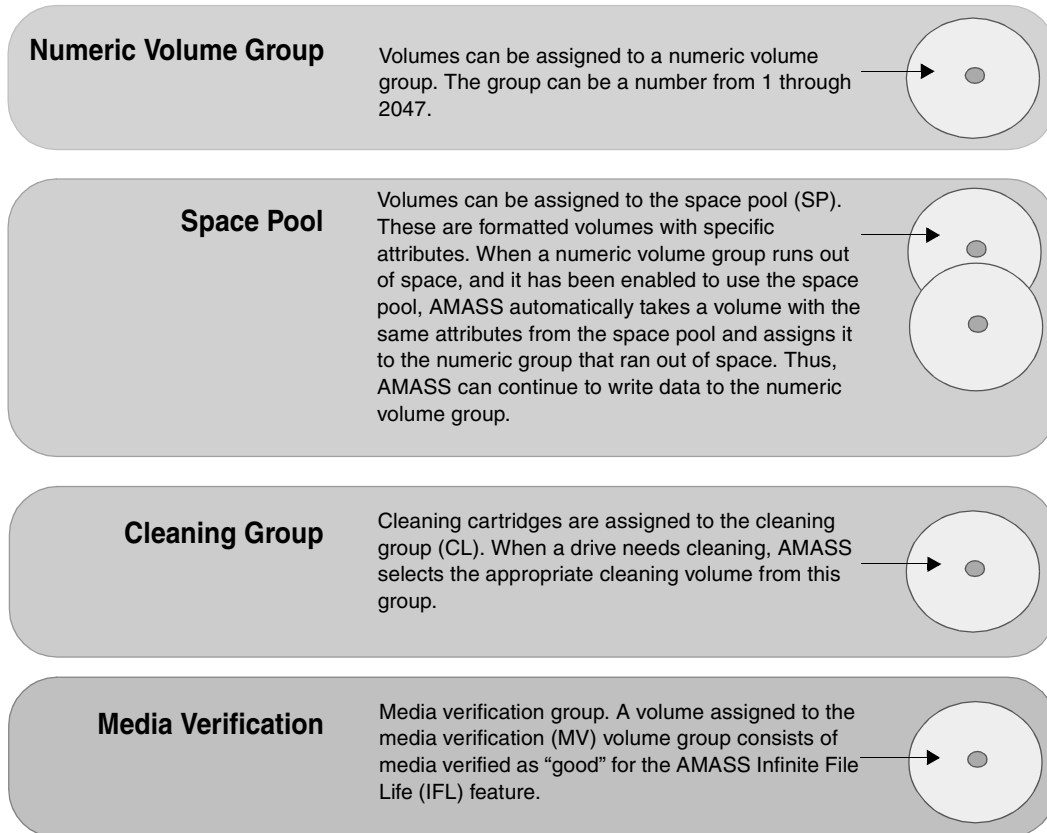 Numeric Volume Group
Volumes can be assigned to a numeric volume
group. The group can be a number from 1 through
2047.
Space Pool
Volumes can be assigned to the space pool (SP).
These are formatted volumes with specific
attributes. When a numeric volume group runs out
of space, and it has been enabled to use the space
pool, AMASS automatically takes a volume with the
same attributes from the space pool and assigns it
to the numeric group that ran out of space. Thus,
AMASS can continue to write data to the numeric
volume group.
Cleaning Group
Cleaning cartridges are assigned to the cleaning
group (CL). When a drive needs cleaning, AMASS
selects the appropriate cleaning volume from this
group.
Media Verification
Media verification group. A volume assigned to the
media verification (MV) volume group consists of
media verified as “good” for the AMASS Infinite File
Life (IFL) feature.